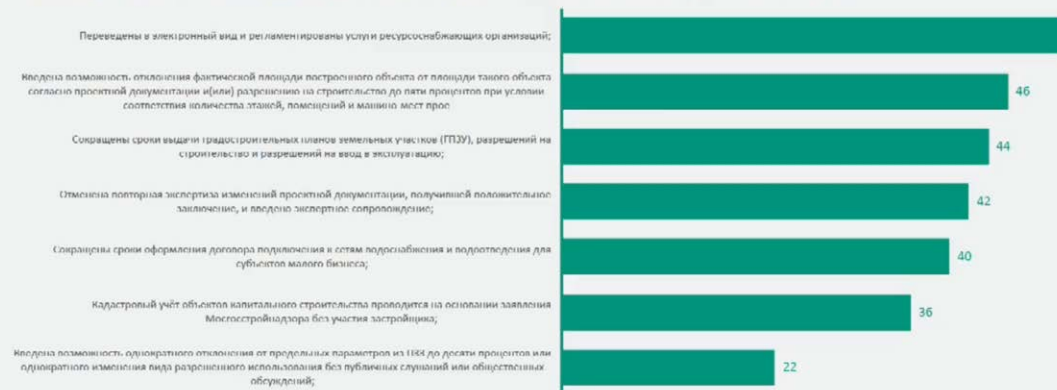 Переведены в электронный вид и регламентированы услуги ресурсоснабжающих организаций;
Введена возможность отклонения фактической площади построенного объекта от площади такого объекта
согласно проектной документации и(или) разрешению на строительство до пяти процентов при условии
соответствия количества этажей, помещений и машино-мест прое
46
Сокращены сроки выдачи градостроительных планов земельных участков (ГПЗУ), разрешений на
строительство и разрешений на ввод в эксплуатацию;
44
Отменена повторная экспертиза изменений проектной документации, получившей положительное
заключение, и введено экспертное сопровождение;
42
Сокращены сроки оформления договора подключения к сетям водоснабжения и водоотведения для
субъектов малого бизнеса;
40
Кадастровый учёт объектов капитального строительства проводится на основании заявления
Мосгосстройнадзора без участия застройщика;
36
Введена возможность однократного отклонения от предельных параметров из ПЗЗ до десяти процентов или
однократного изменения вида разрешенного использования без публичных слушаний или общественных
обсуждений;
22